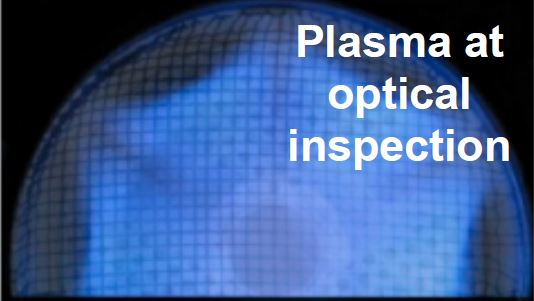 Plasma at
optical
inspection